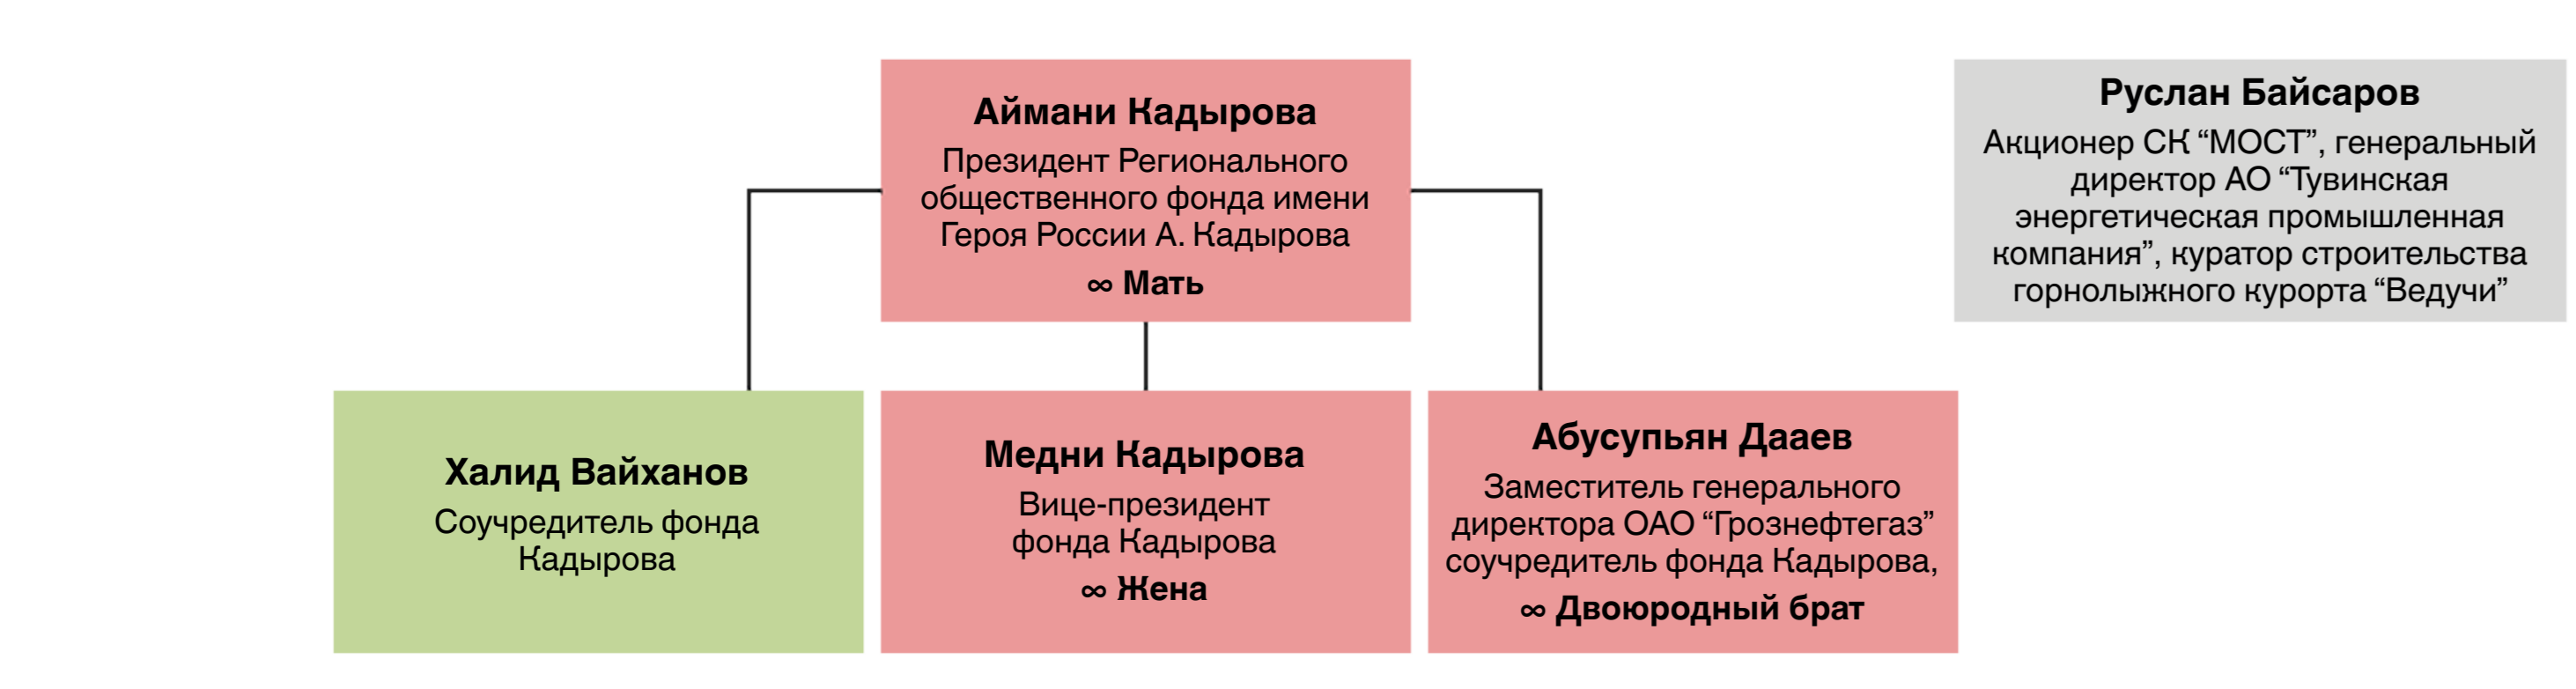 Аймани Кадырова
Президент Регионального
общественного фонда имени
Героя России А. Кадырова
∞ Мать
Руслан Байсаров
Акционер СК “МОСТ”, генеральный
директор АО “Тувинская
энергетическая промышленная
компания”, куратор строительства
горнолыжного курорта “Ведучи”
Халид Вайханов
Соучредитель фонда
Кадырова
Медни Кадырова
Вице-президент
фонда Кадырова
∞ Жена
Абусупьян Дааев
Заместитель генерального
директора ОАО “Грознефтегаз”
соучредитель фонда Кадырова,
∞ Двоюродный брат